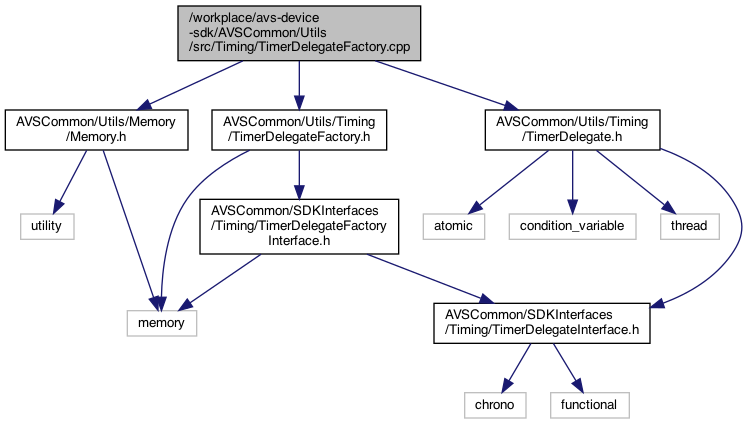 /workplace/avs-device
-sdk/AVSCommon/Utils
/src/Timing/TimerDelegateFactory.cpp
AVSCommon/Utils/Memory
/Memory.h
AVSCommon/Utils/Timing
/TimerDelegateFactory.h
AVSCommon/Utils/Timing
/TimerDelegate.h
utility
AVSCommon/SDKInterfaces
/Timing/TimerDelegateFactory
Interface.h
atomic
condition_variable
thread
memory
AVSCommon/SDKInterfaces
/Timing/TimerDelegateInterface.h
chrono
functional